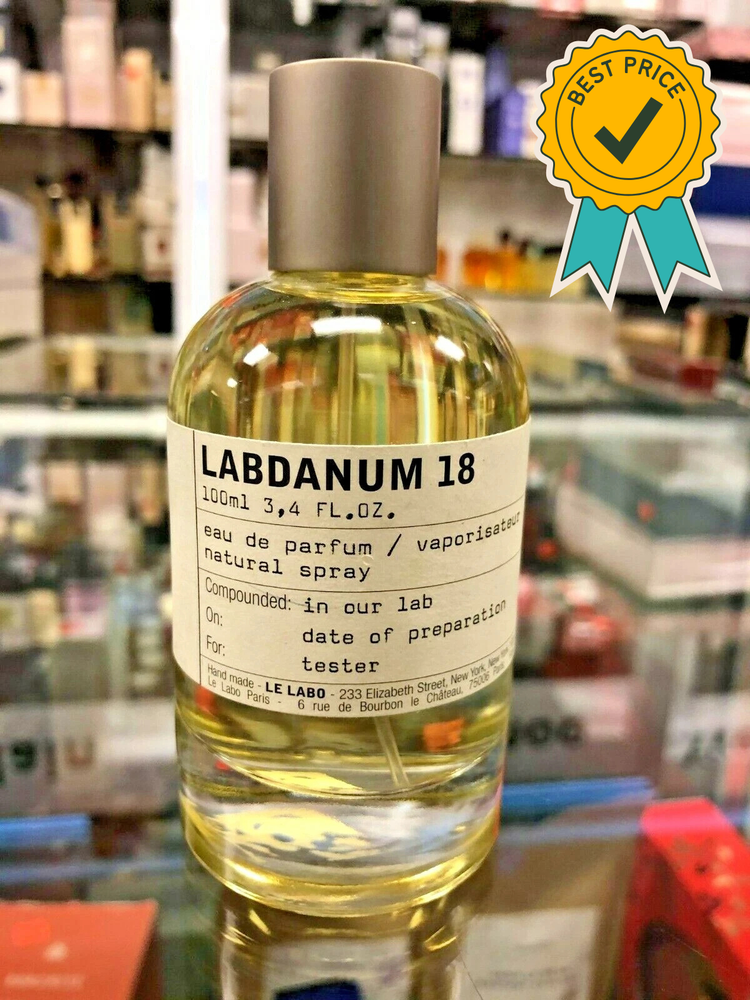 BEST PRICE
LABDANUM 18
100ml 3,4 FL.OZ.
eau de parfum / vaporisateur
natural spray
Compounded: in our lab
On: date of preparation
For: tester
Hand made - LE LABO - 233 Elizabeth Street, New York, New York
Le Labo Paris - 6 rue de Bourbon le Château, 75006 Paris